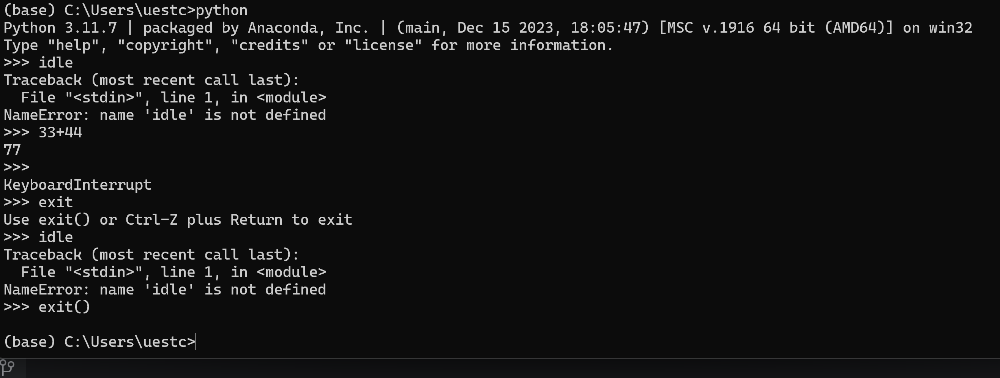 (base) C:\Users\uestc>python
Python 3.11.7 | packaged by Anaconda, Inc. | (main, Dec 15 2023, 18:05:47) [MSC v.1916 64 bit (AMD64)] on win32
Type "help", "copyright", "credits" or "license" for more information.
>>> idle
Traceback (most recent call last):
  File "<stdin>", line 1, in <module>
NameError: name 'idle' is not defined
>>> 33+44
77
>>>
KeyboardInterrupt
>>> exit
Use exit() or Ctrl-Z plus Return to exit
>>> idle
Traceback (most recent call last):
  File "<stdin>", line 1, in <module>
NameError: name 'idle' is not defined
>>> exit()
(base) C:\Users\uestc>